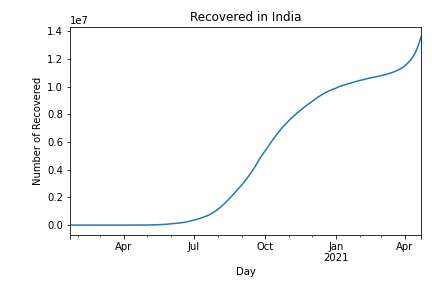 Recovered in India
1e7
1.4
1.2
1.0
0.8
0.6
0.4
0.2
0.0
Number of Recovered
Apr Jul Oct Jan Apr
2021
Day